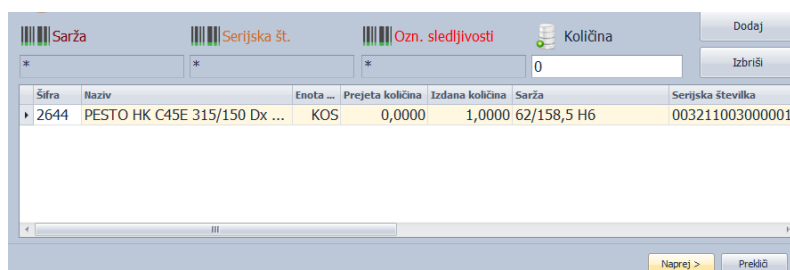 Sarža Serijska št. Ozn. sledljivosti Količina Dodaj
* * * 0 Izbriši
Šifra Naziv Enota ... Prejeta količina Izdana količina Sarža Serijska številka
2644 PESTO HK C45E 315/150 Dx ... KOS 0,0000 1,0000 62/158,5 H6 003211003000001
Naprej > Prekliči